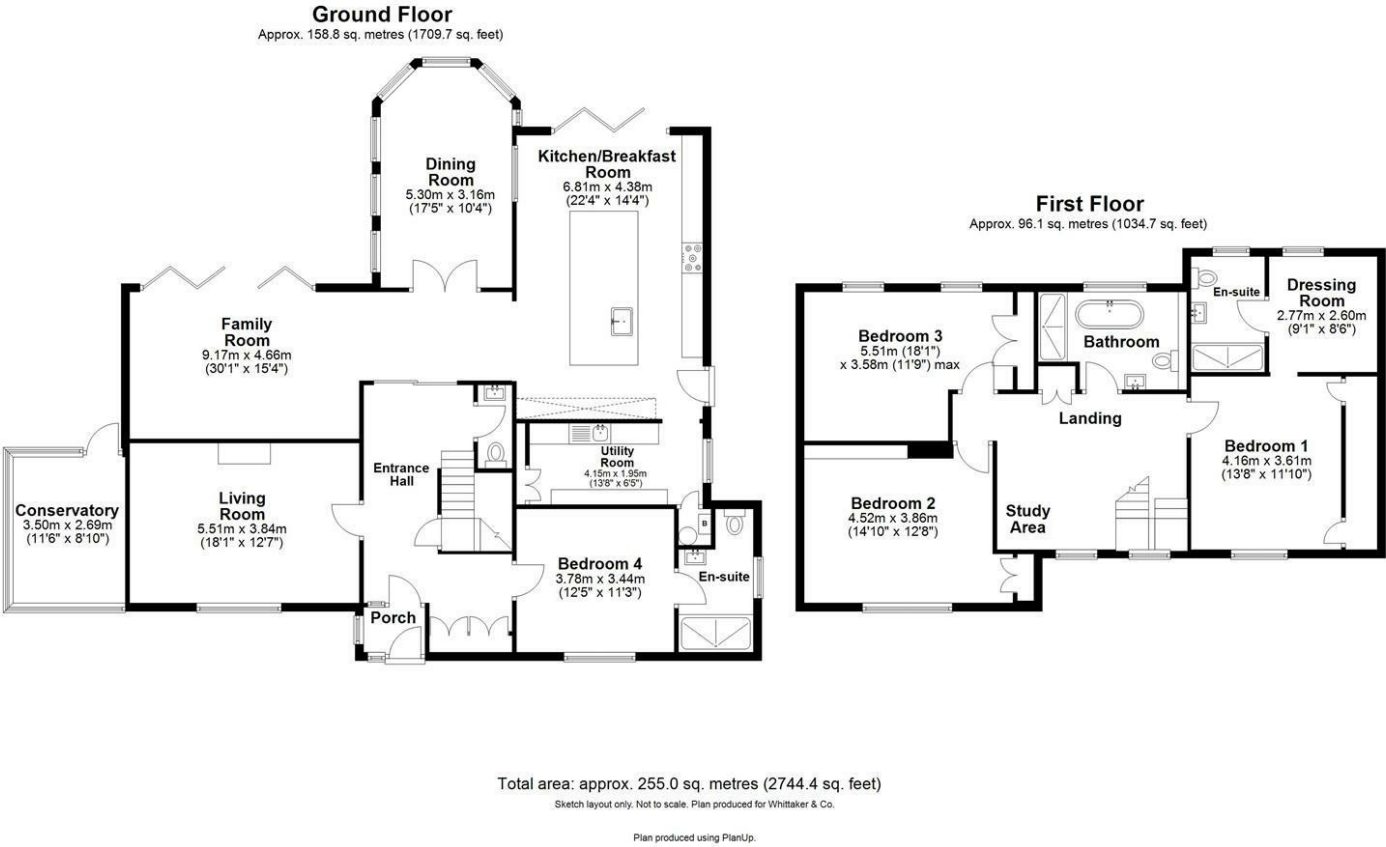 Ground Floor
Approx. 158.8 sq. metres (1709.7 sq. feet)
Dining
Room
5.30m x 3.16m
(17'5" x 10'4")
Kitchen/Breakfast
Room
6.81m x 4.38m
(22'4" x 14'4")
Family
Room
9.17m x 4.66m
(30'1" x 15'4")
Utility
Room
4.15m x 1.95m
(13'8" x 6'5")
Entrance
Hall
Living
Room
5.51m x 3.84m
(18'1" x 12'7")
Conservatory
3.50m x 2.69m
(11'6" x 8'10")
B
Bedroom 4
3.78m x 3.44m
(12'5" x 11'3")
En-suite
Porch
First Floor
Approx. 96.1 sq. metres (1034.7 sq. feet)
En-suite
Dressing
Room
2.77m x 2.60m
(9'1" x 8'6")
Bedroom 3
5.51m (18'1")
x 3.58m (11'9") max
Bathroom
Landing
Bedroom 1
4.16m x 3.61m
(13'8" x 11'10")
Bedroom 2
4.52m x 3.86m
(14'10" x 12'8")
Study
Area
Total area: approx. 255.0 sq. metres (2744.4 sq. feet)
Sketch layout only. Not to scale. Plan produced for Whittaker & Co.
Plan produced using PlanUp.